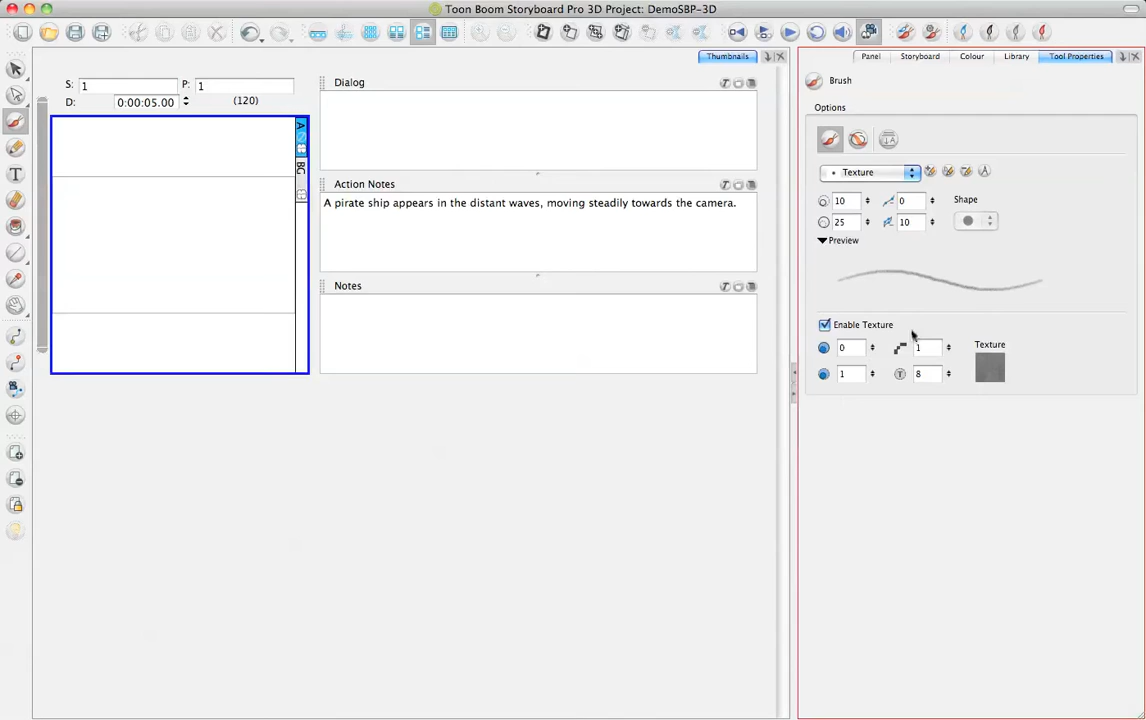 Toon Boom Storyboard Pro 3D Project: DemoSBP-3D
Thumbnails
Panel Storyboard Colour Library Tool Properties
S: 1 P: 1
D: 0:00:05.00 (120)
A
BG
Dialog
Action Notes
A pirate ship appears in the distant waves, moving steadily towards the camera.
Notes
Brush
Options
Texture
10 0 Shape
25 10
Preview
Enable Texture
0 1 Texture
1 T 8